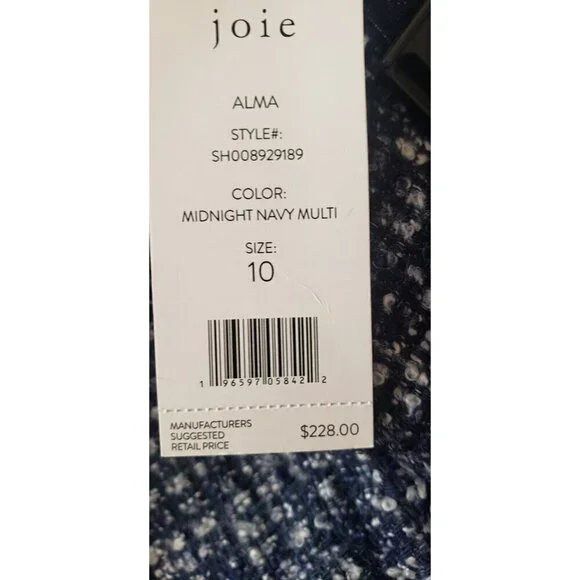 joie
ALMA
STYLE#:
SH008929189
COLOR:
MIDNIGHT NAVY MULTI
SIZE:
10
1 96597 05842 2
MANUFACTURERS
SUGGESTED
RETAIL PRICE
$228.00